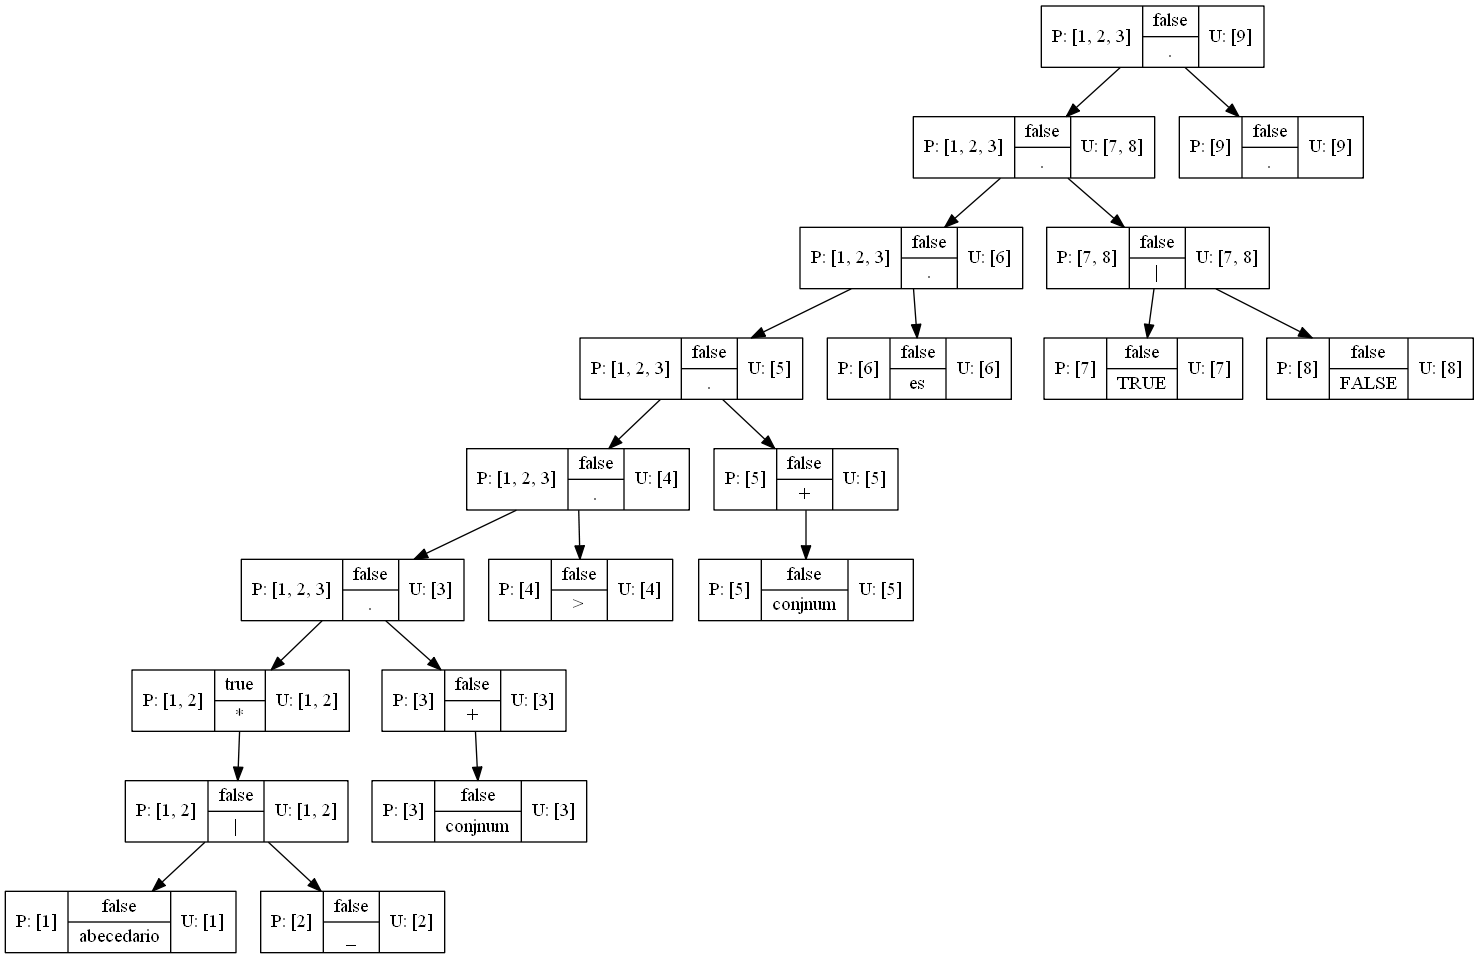 P: [1, 2, 3] false . U: [9]
P: [1, 2, 3] false . U: [7, 8]
P: [9] false . U: [9]
P: [1, 2, 3] false . U: [6]
P: [7, 8] false | U: [7, 8]
P: [1, 2, 3] false . U: [5]
P: [6] false es U: [6]
P: [7] false TRUE U: [7]
P: [8] false FALSE U: [8]
P: [1, 2, 3] false . U: [4]
P: [5] false + U: [5]
P: [1, 2, 3] false . U: [3]
P: [4] false > U: [4]
P: [5] false conjnum U: [5]
P: [1, 2] true * U: [1, 2]
P: [3] false + U: [3]
P: [1, 2] false | U: [1, 2]
P: [3] false conjnum U: [3]
P: [1] false abecedario U: [1]
P: [2] false _ U: [2]